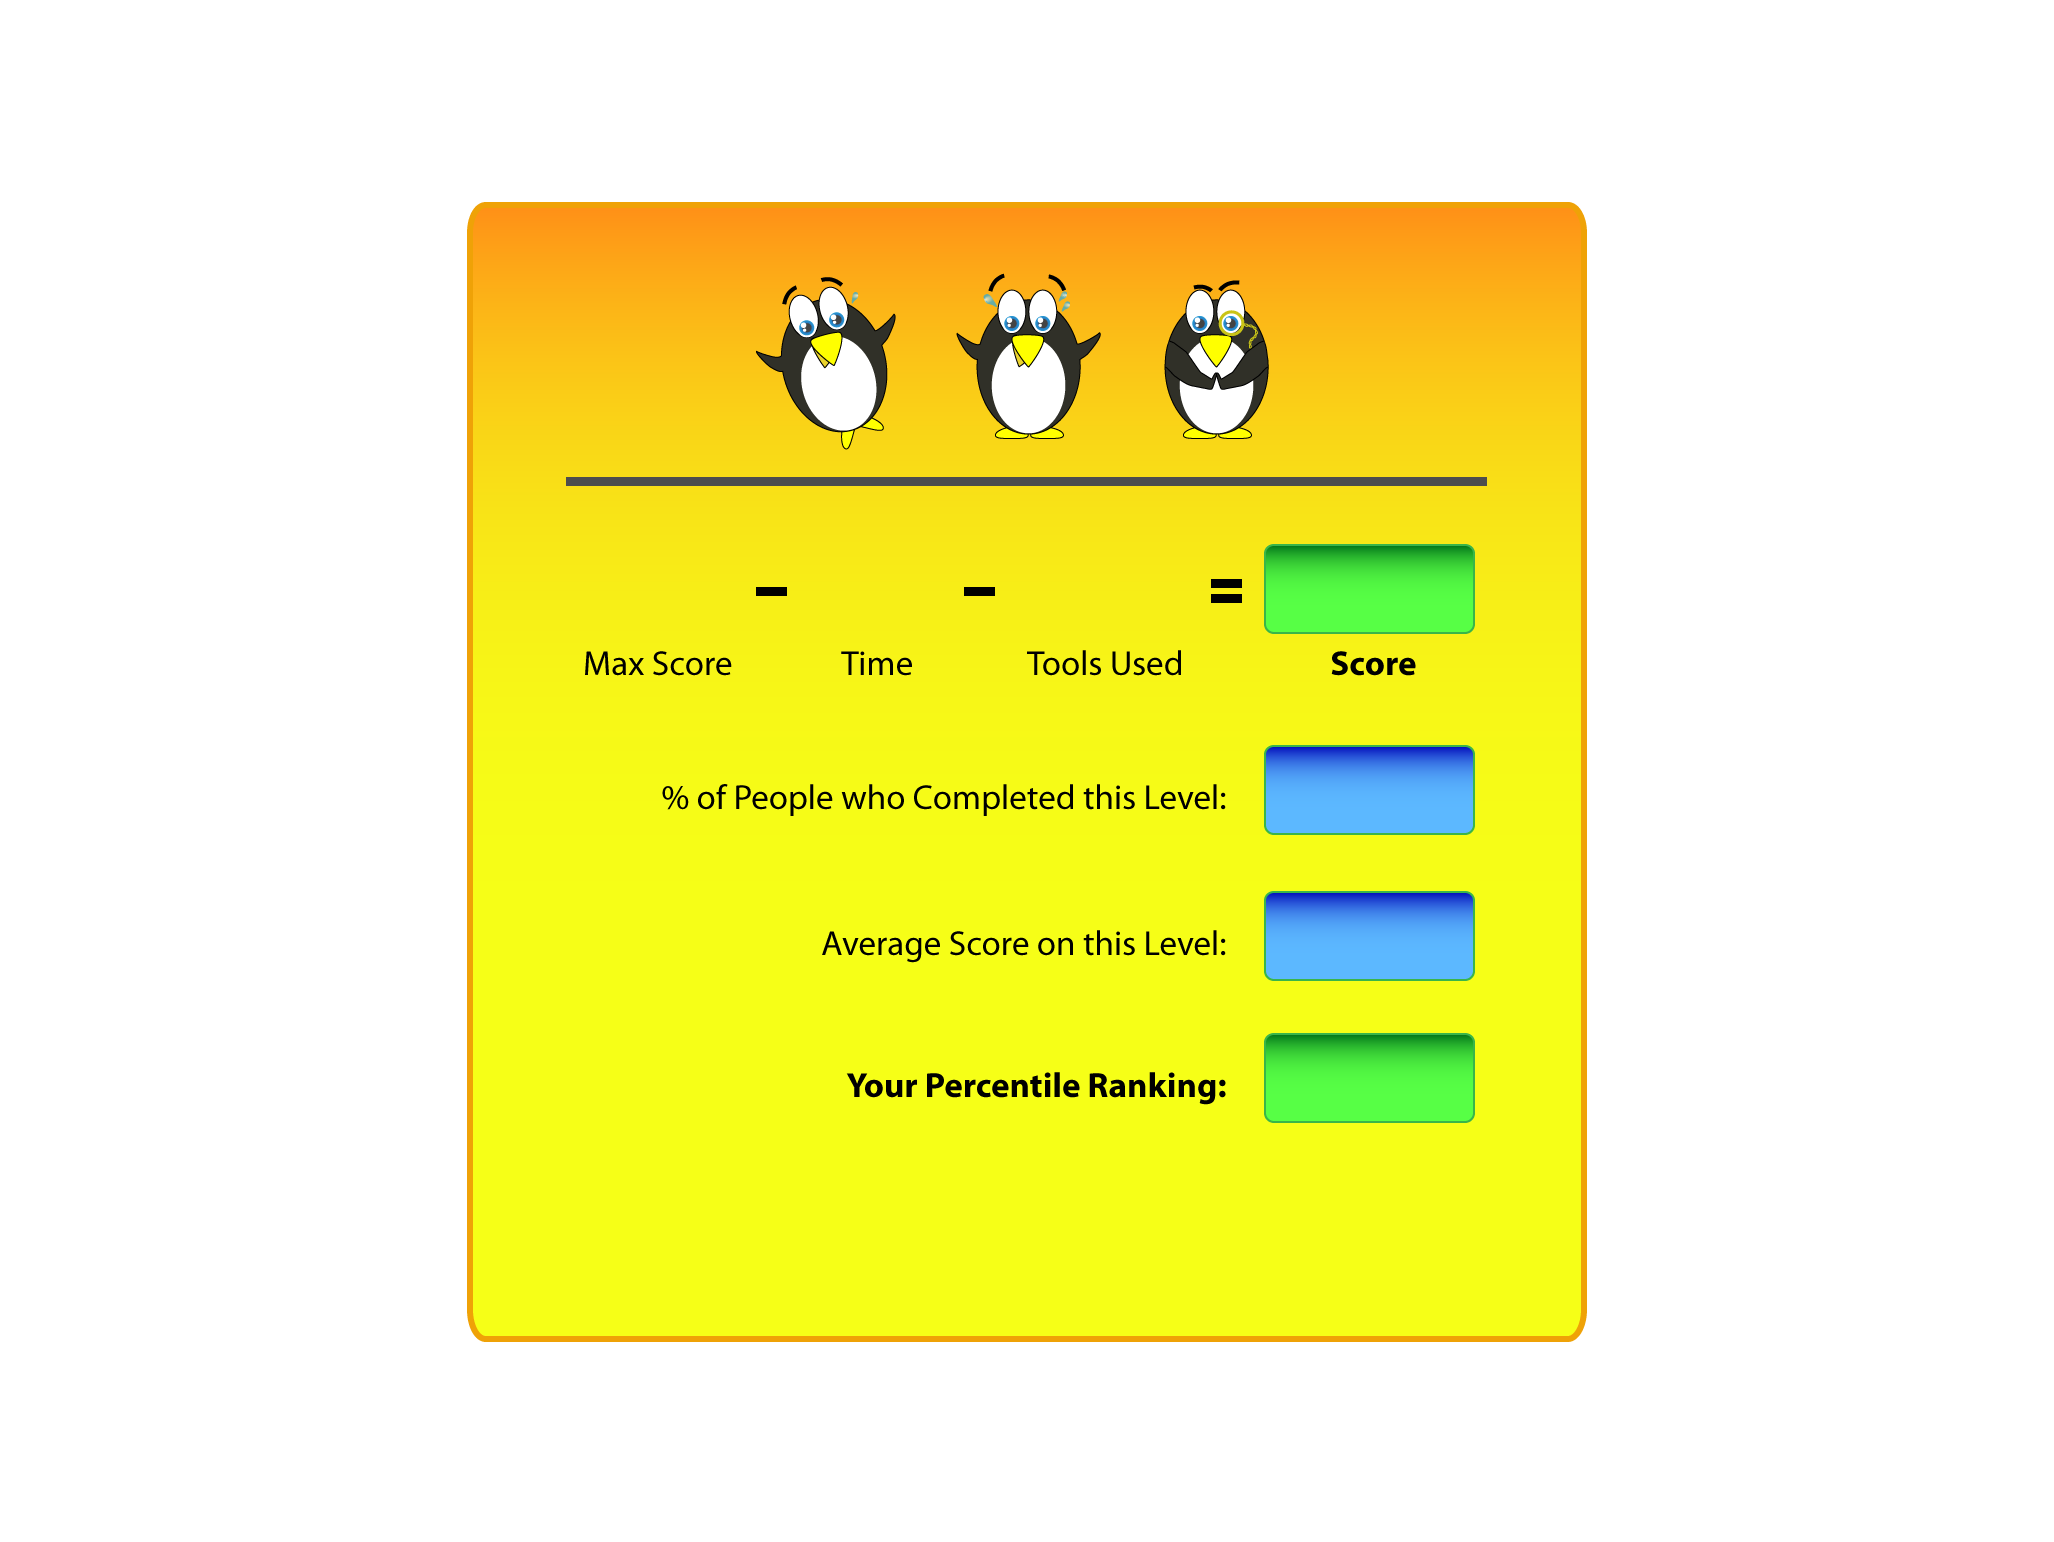 - - =
Max Score Time Tools Used Score
% of People who Completed this Level:
Average Score on this Level:
Your Percentile Ranking: